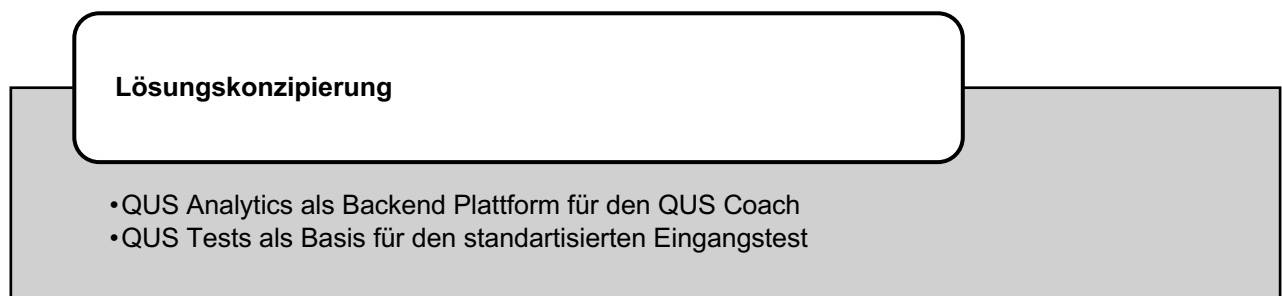 Lösungskonzipierung
•QUS Analytics als Backend Plattform für den QUS Coach
•QUS Tests als Basis für den standartisierten Eingangstest